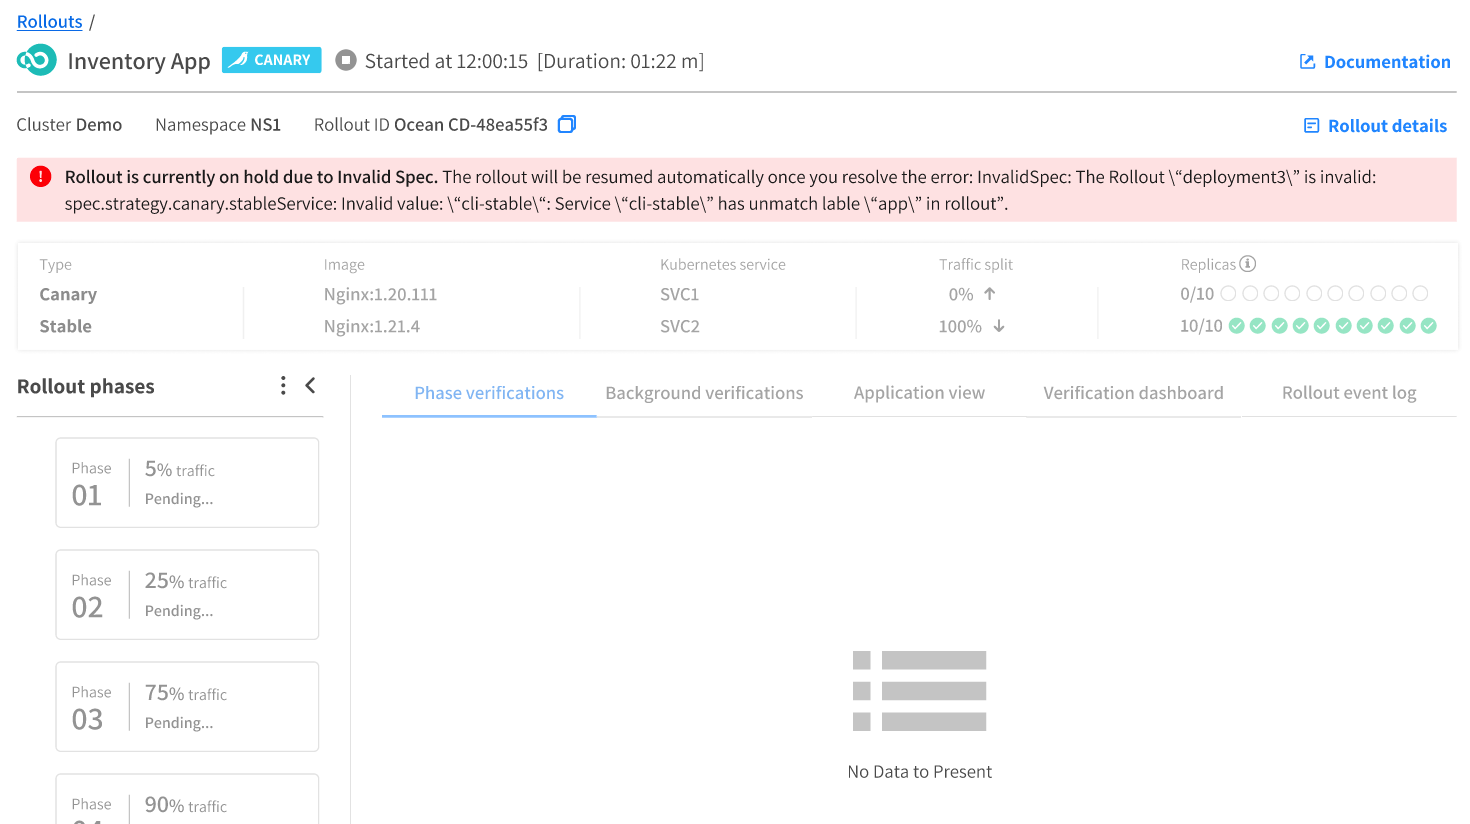 Rollouts /
Inventory App CANARY Started at 12:00:15 [Duration: 01:22 m] Documentation
Cluster Demo Namespace NS1 Rollout ID Ocean CD-48ea55f3 Rollout details
Rollout is currently on hold due to Invalid Spec. The rollout will be resumed automatically once you resolve the error: InvalidSpec: The Rollout \“deployment3\” is invalid:
spec.strategy.canary.stableService: Invalid value: \“cli-stable\“: Service \“cli-stable\” has unmatch lable \“app\” in rollout”.
Type Image Kubernetes service Traffic split Replicas
Canary Nginx:1.20.111 SVC1 0% 0/10
Stable Nginx:1.21.4 SVC2 100% 10/10
Rollout phases
Phase verifications Background verifications Application view Verification dashboard Rollout event log
Phase 5% traffic
01 Pending...
Phase 25% traffic
02 Pending...
Phase 75% traffic
03 Pending...
Phase 90% traffic
No Data to Present